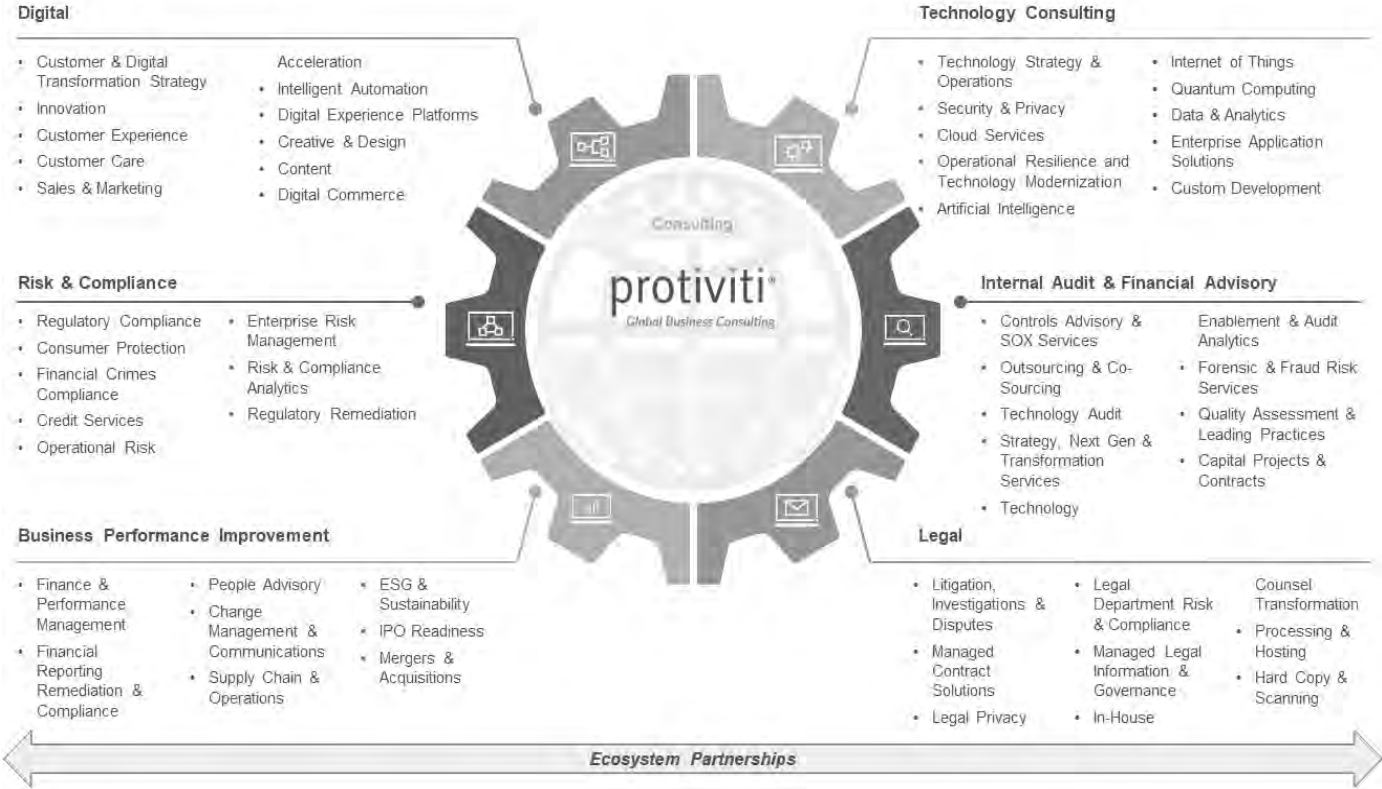 Digital
• Customer & Digital
Transformation Strategy
• Innovation
• Customer Experience
• Customer Care
• Sales & Marketing
Acceleration
• Intelligent Automation
• Digital Experience Platforms
• Creative & Design
• Content
• Digital Commerce
Technology Consulting
• Technology Strategy &
Operations
• Security & Privacy
• Cloud Services
• Operational Resilience and
Technology Modernization
• Artificial Intelligence
• Internet of Things
• Quantum Computing
• Data & Analytics
• Enterprise Application
Solutions
• Custom Development
Consulting
protiviti®
Global Business Consulting
Risk & Compliance
• Regulatory Compliance
• Consumer Protection
• Financial Crimes
Compliance
• Credit Services
• Operational Risk
• Enterprise Risk
Management
• Risk & Compliance
Analytics
• Regulatory Remediation
Internal Audit & Financial Advisory
• Controls Advisory &
SOX Services
• Outsourcing & Co-
Sourcing
• Technology Audit
• Strategy, Next Gen &
Transformation
Services
• Technology
Enablement & Audit
Analytics
• Forensic & Fraud Risk
Services
• Quality Assessment &
Leading Practices
• Capital Projects &
Contracts
Business Performance Improvement
• Finance &
Performance
Management
• Financial
Reporting
Remediation &
Compliance
• People Advisory
• Change
Management &
Communications
• Supply Chain &
Operations
• ESG &
Sustainability
• IPO Readiness
• Mergers &
Acquisitions
Legal
• Litigation,
Investigations &
Disputes
• Managed
Contract
Solutions
• Legal Privacy
• Legal
Department Risk
& Compliance
• Managed Legal
Information &
Governance
• In-House
Counsel
Transformation
• Processing &
Hosting
• Hard Copy &
Scanning
Ecosystem Partnerships